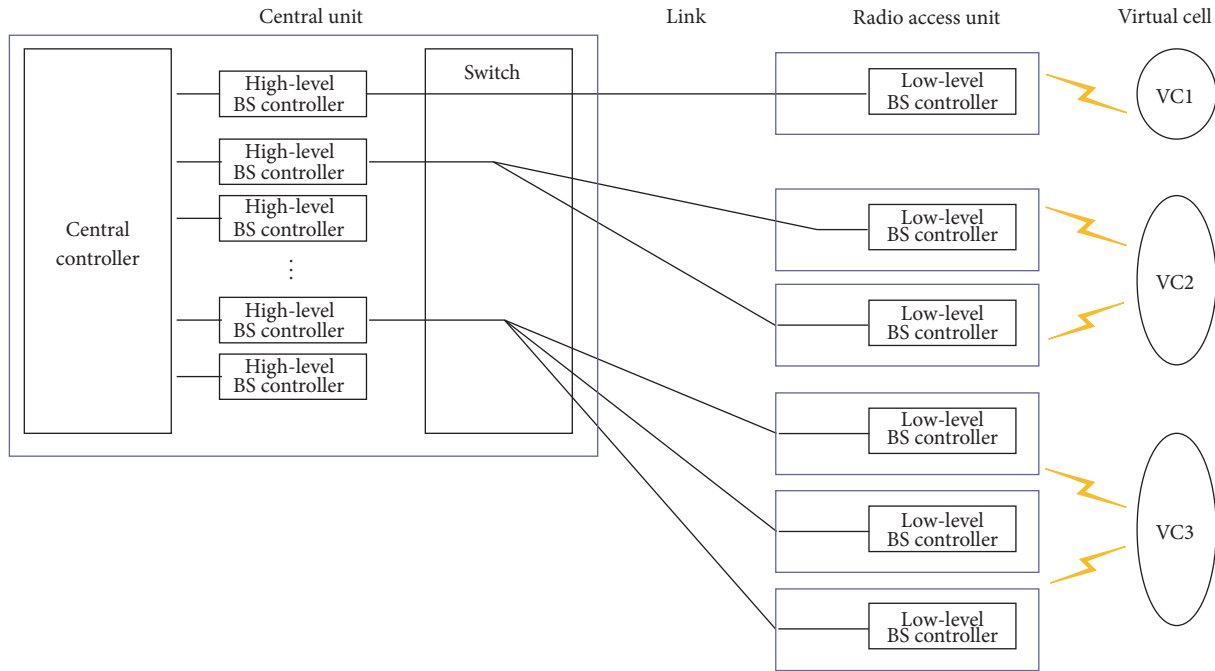 Central unit
Link
Radio access unit
Virtual cell
Central
controller
High-level
BS controller
High-level
BS controller
High-level
BS controller
⋮
High-level
BS controller
High-level
BS controller
Switch
Low-level
BS controller
Low-level
BS controller
Low-level
BS controller
Low-level
BS controller
Low-level
BS controller
Low-level
BS controller
VC1
VC2
VC3